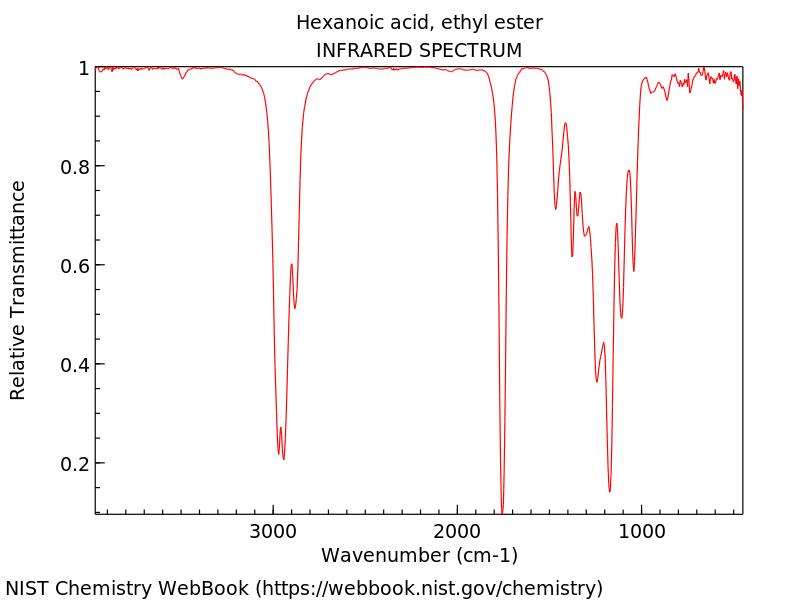 Hexanoic acid, ethyl ester
INFRARED SPECTRUM
1
0.8
0.6
0.4
0.2
Relative Transmittance
3000 2000 1000
Wavenumber (cm-1)
NIST Chemistry WebBook (https://webbook.nist.gov/chemistry)